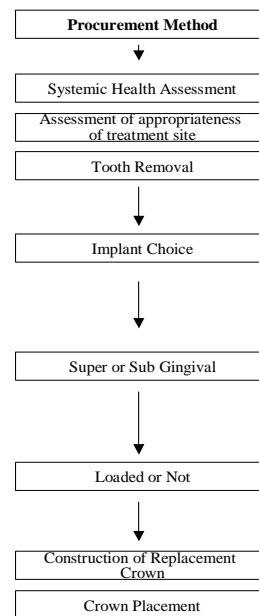 Procurement Method
Systemic Health Assessment
Assessment of appropriateness
of treatment site
Tooth Removal
Implant Choice
Super or Sub Gingival
Loaded or Not
Construction of Replacement
Crown
Crown Placement